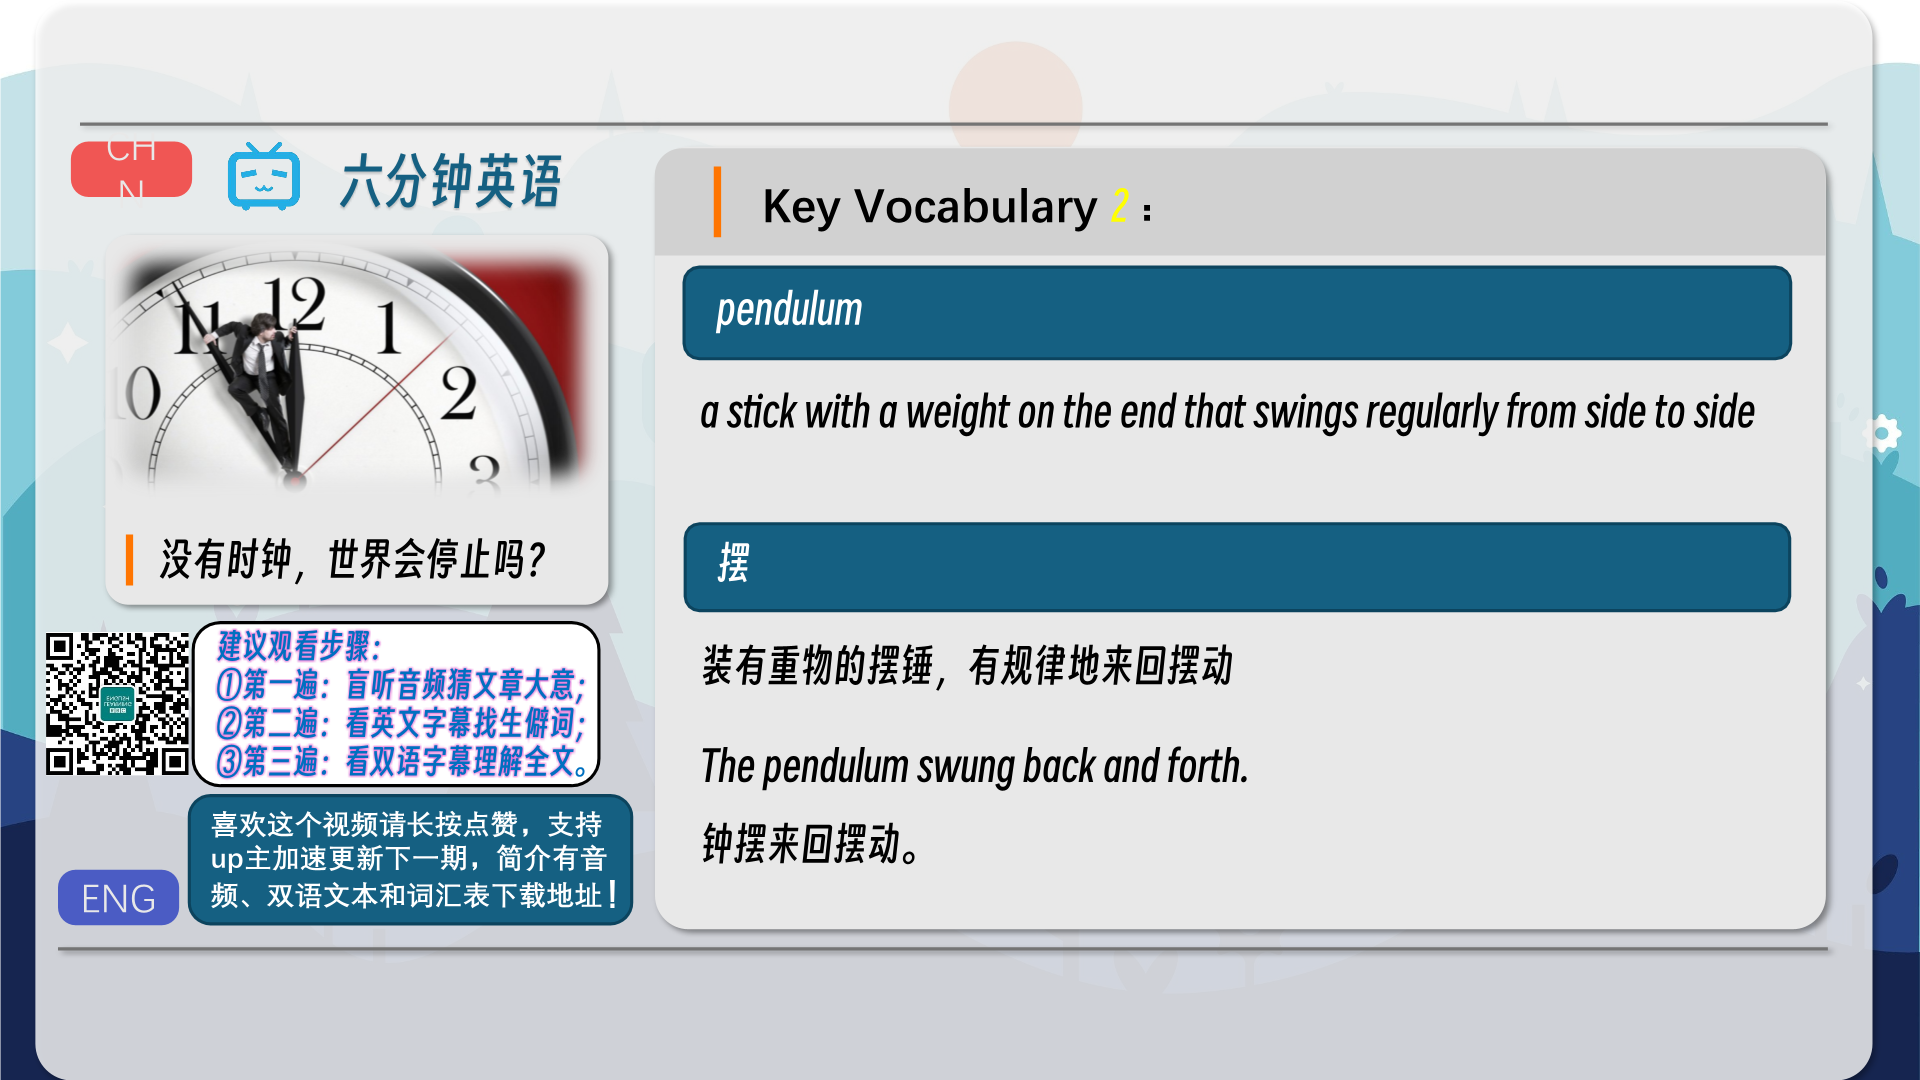 CH
N
六分钟英语
12
11
1
10
2
3
没有时钟，世界会停止吗？
建议观看步骤：
①第一遍：盲听音频猜文章大意；
②第二遍：看英文字幕找生僻词；
③第三遍：看双语字幕理解全文。
喜欢这个视频请长按点赞，支持
up主加速更新下一期，简介有音
频、双语文本和词汇表下载地址！
ENG
Key Vocabulary 2：
pendulum
a stick with a weight on the end that swings regularly from side to side
摆
装有重物的摆锤，有规律地来回摆动
The pendulum swung back and forth.
钟摆来回摆动。